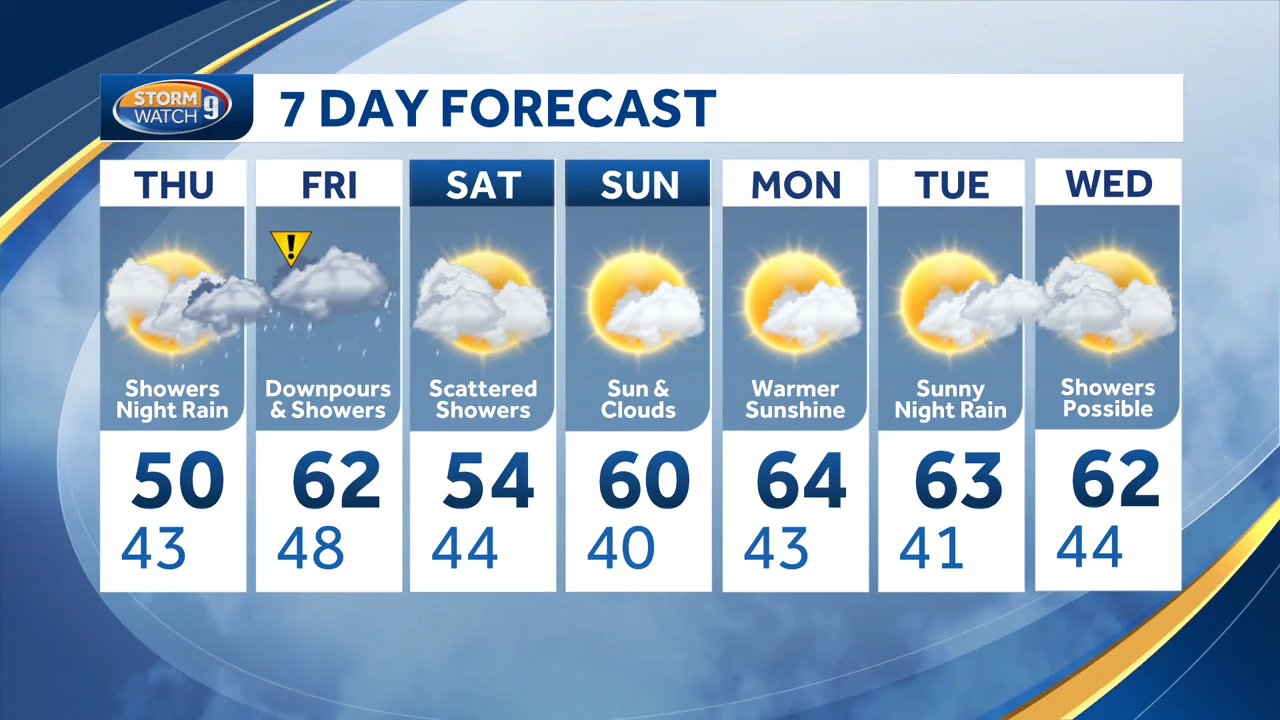 STORM
WATCH 9
7 DAY FORECAST
THU
FRI
SAT
SUN
MON
TUE
WED
!
Showers
Night Rain
Downpours
& Showers
Scattered
Showers
Sun &
Clouds
Warmer
Sunshine
Sunny
Night Rain
Showers
Possible
50
62
54
60
64
63
62
43
48
44
40
43
41
44